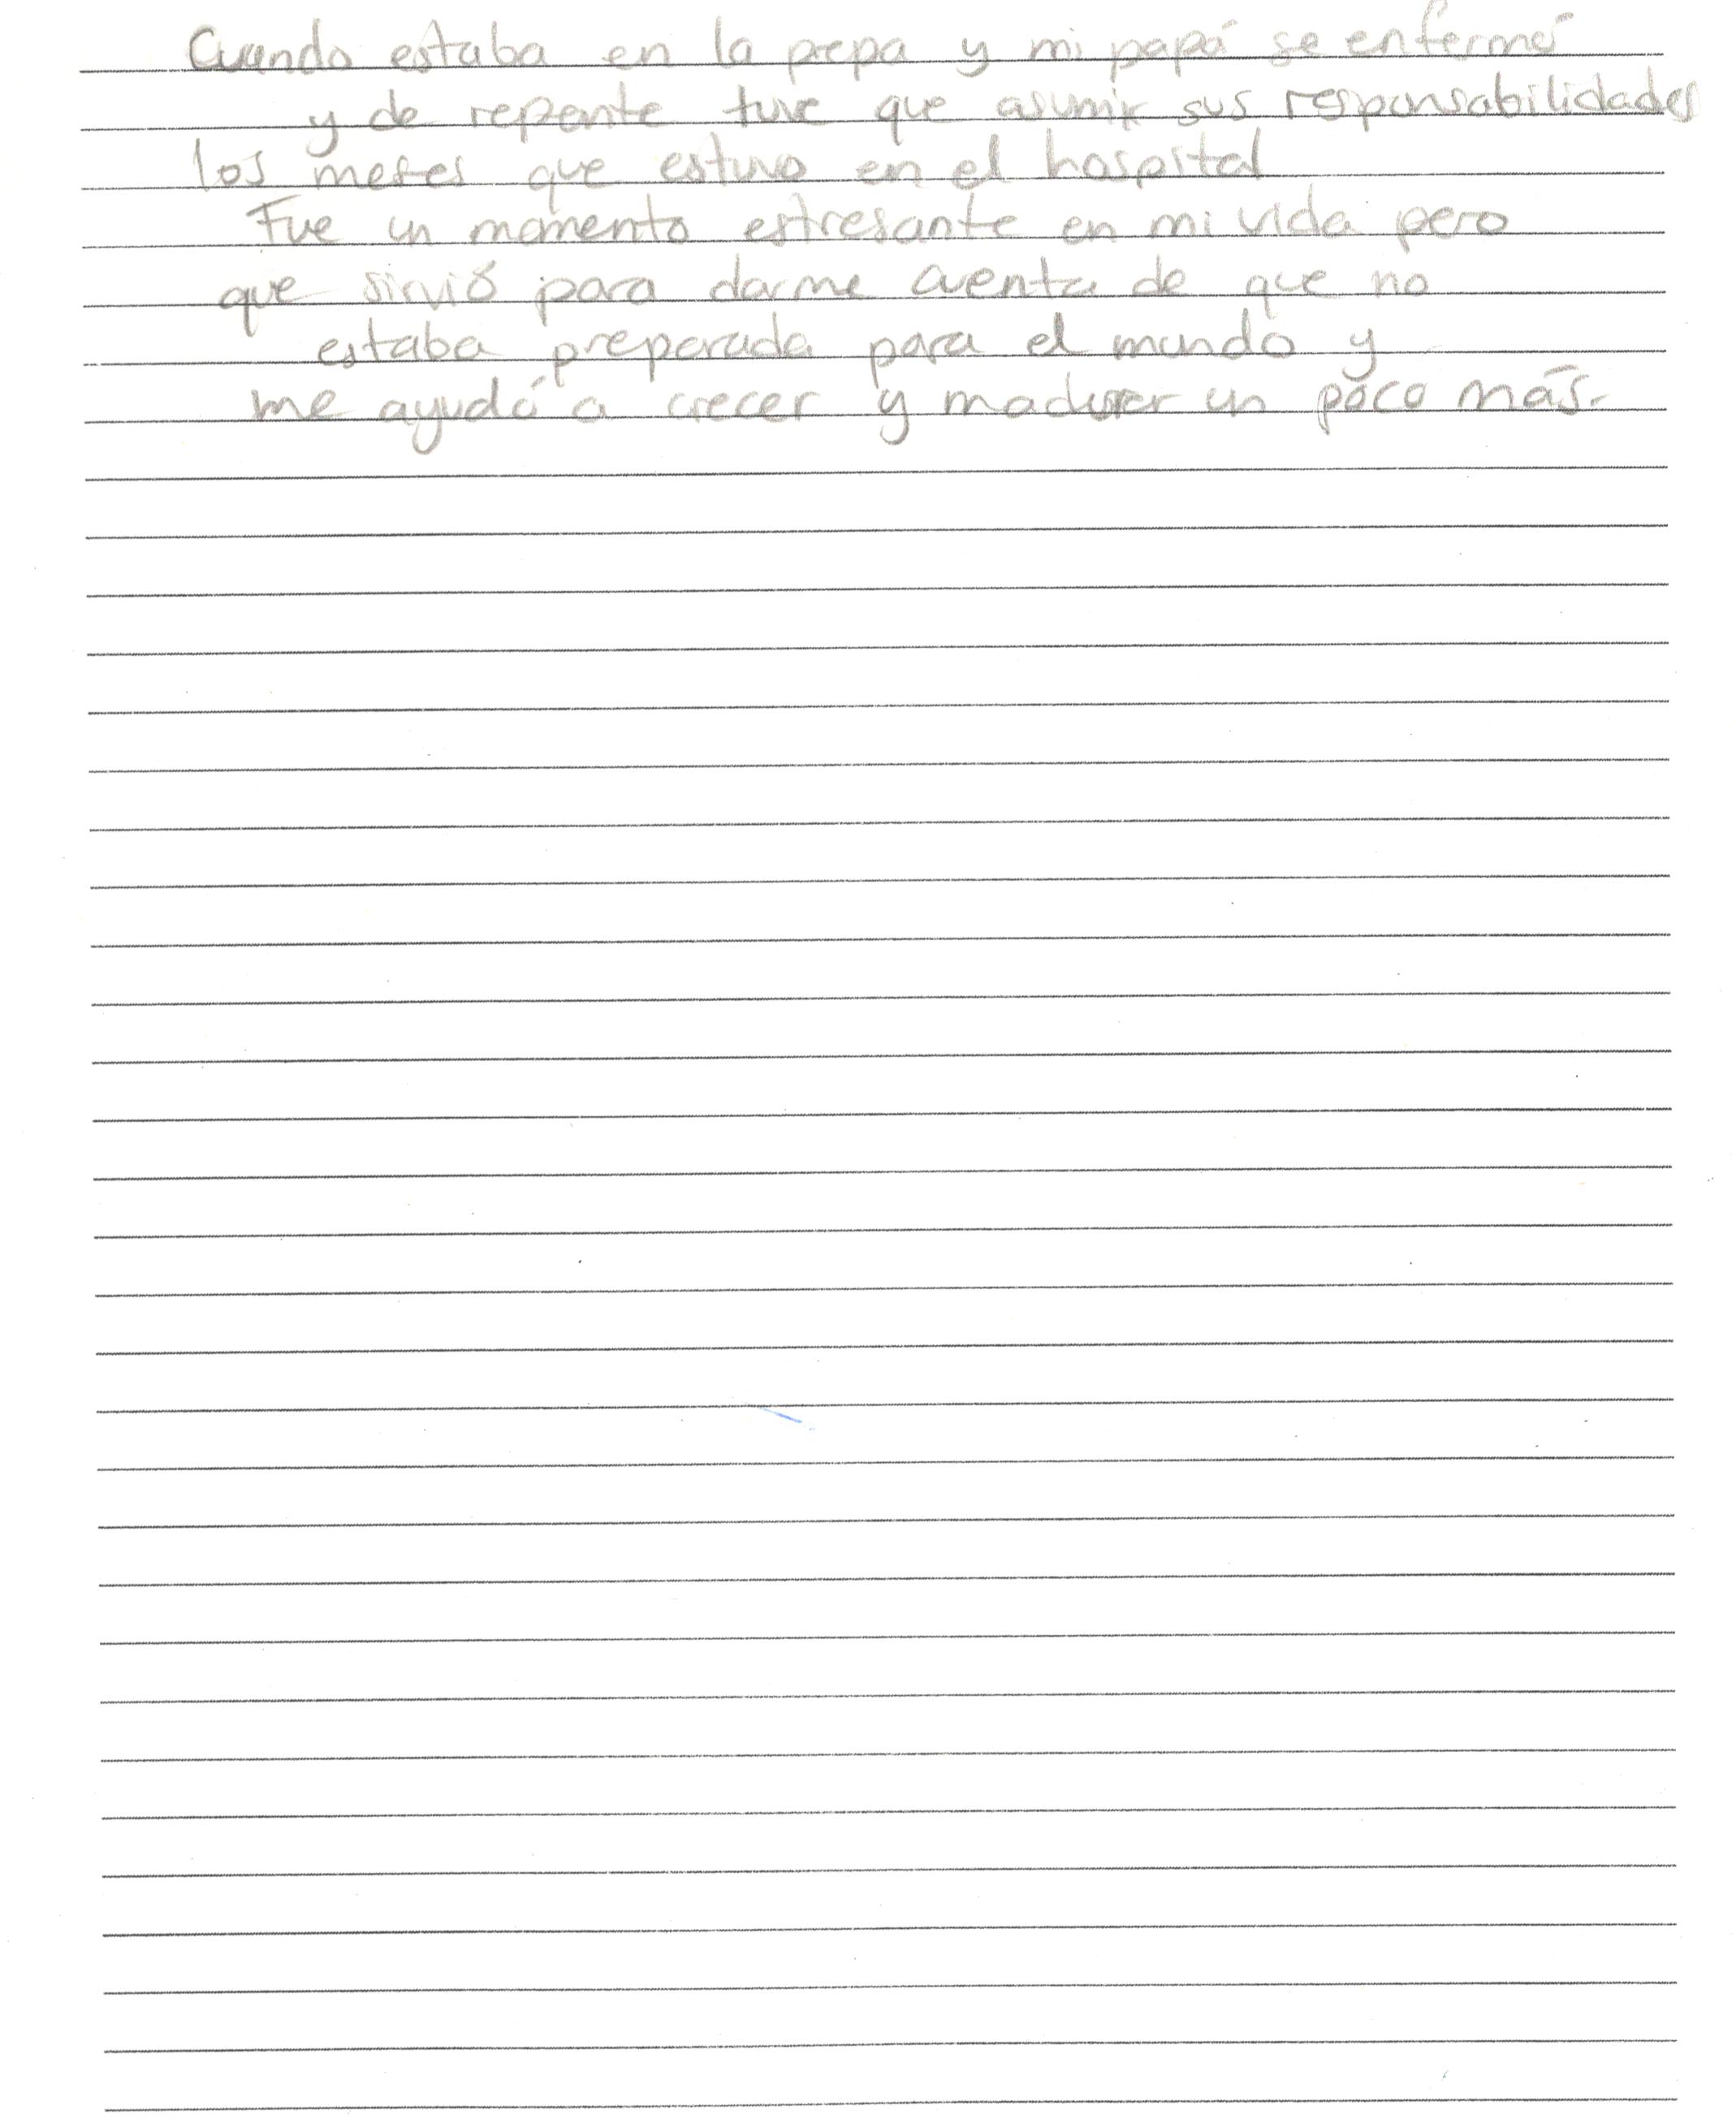 Cuando estaba en la prepa y mi papá se enfermó
y de repente tuve que asumir sus responsabilidades
los meses que estuvo en el hospital
Fue un momento estresante en mi vida pero
que sirvió para darme cuenta de que no
estaba preparada para el mundo y
me ayudó a crecer y madurar un poco más.